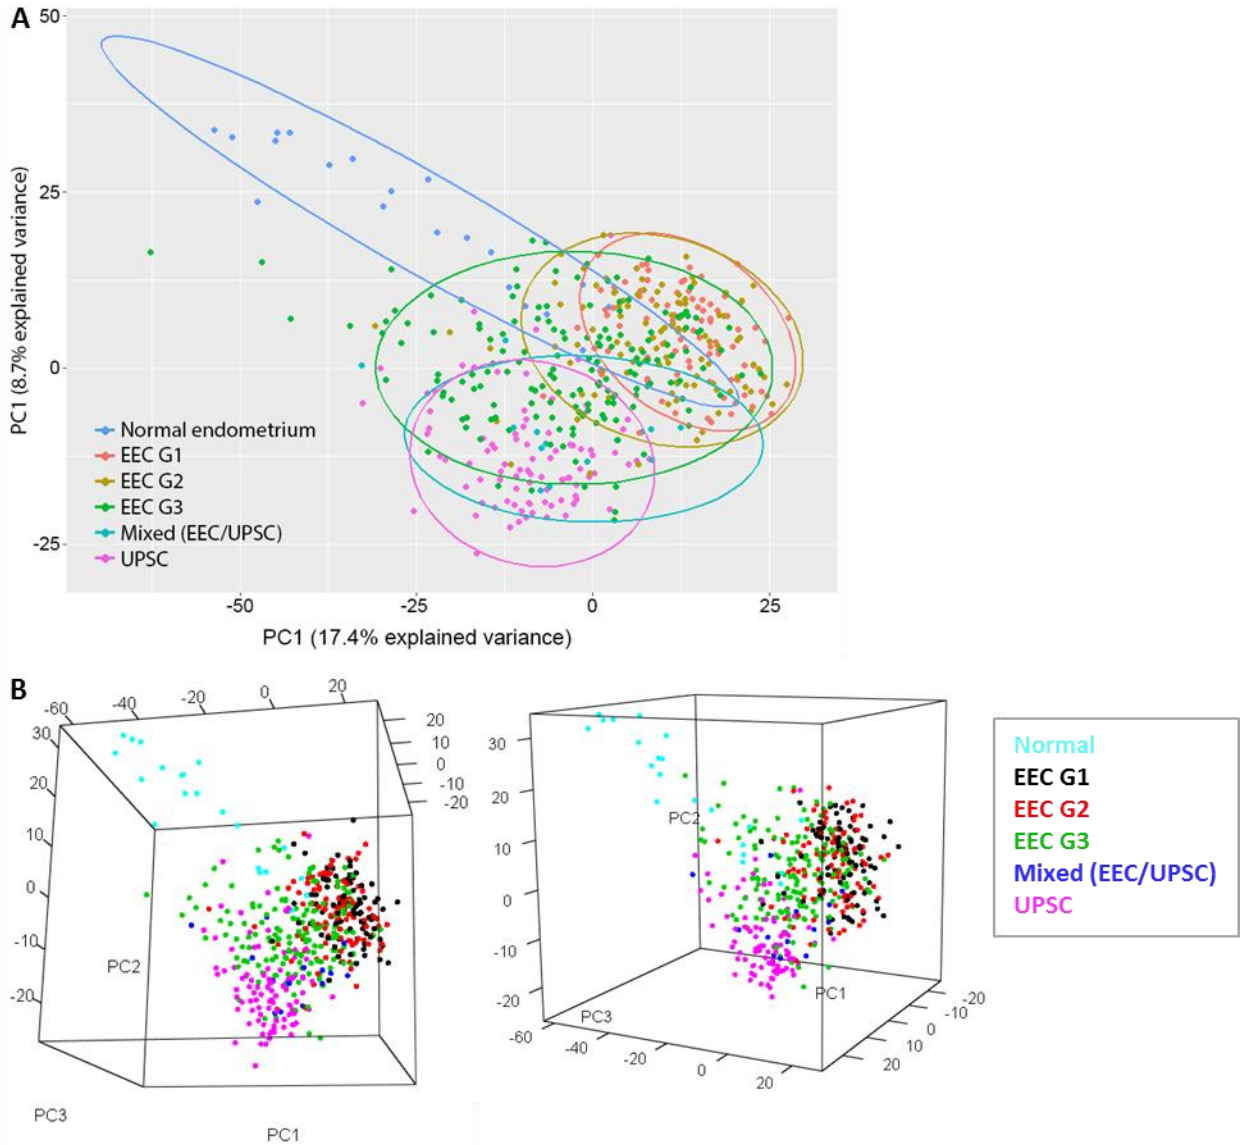 A
50
25
0
-25
PC1 (8.7% explained variance)
Normal endometrium
EEC G1
EEC G2
EEC G3
Mixed (EEC/UPSC)
UPSC
-50 -25 0 25
PC1 (17.4% explained variance)
B
-60 -40 -20 0 20
30
20
10
0
-10
-20
20
10
0
-10
-20
PC2
PC3
PC1
30
20
10
0
-10
-20
PC2
PC1
PC3
-60 -40 -20 0 20
20 10 0 -10 -20
Normal
EEC G1
EEC G2
EEC G3
Mixed (EEC/UPSC)
UPSC